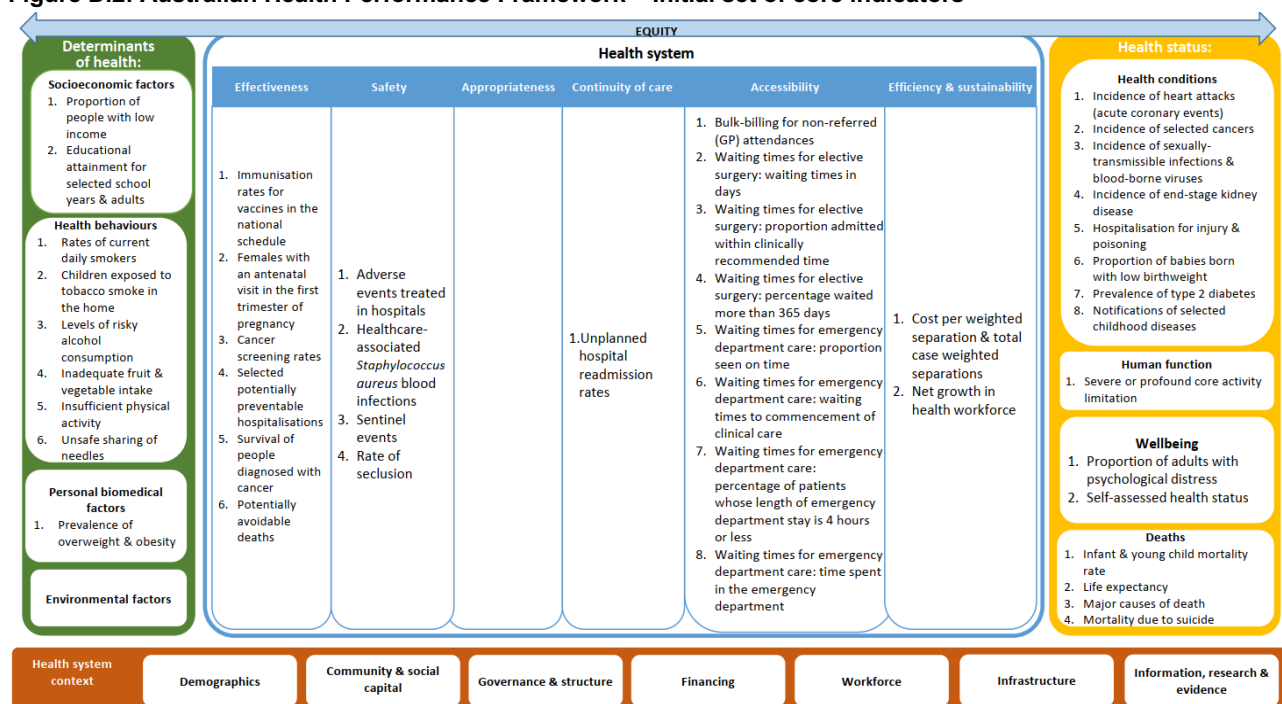 Figure B.2: Australian Health Performance Framework – initial set of core indicators
EQUITY
Determinants
of health:
Socioeconomic factors
1. Proportion of
people with low
income
2. Educational
attainment for
selected school
years & adults
Health behaviours
1. Rates of current
daily smokers
2. Children exposed to
tobacco smoke in
the home
3. Levels of risky
alcohol
consumption
4. Inadequate fruit &
vegetable intake
5. Insufficient physical
activity
6. Unsafe sharing of
needles
Personal biomedical
factors
1. Prevalence of
overweight & obesity
Environmental factors
Health system
Effectiveness
1. Immunisation
rates for
vaccines in the
national
schedule
2. Females with
an antenatal
visit in the first
trimester of
pregnancy
3. Cancer
screening rates
4. Selected
potentially
preventable
hospitalisations
5. Survival of
people
diagnosed with
cancer
6. Potentially
avoidable
deaths
Safety
1. Adverse
events treated
in hospitals
2. Healthcare-
associated
Staphylococcus
aureus blood
infections
3. Sentinel
events
4. Rate of
seclusion
Appropriateness
Continuity of care
1.Unplanned
hospital
readmission
rates
Accessibility
1. Bulk-billing for non-referred
(GP) attendances
2. Waiting times for elective
surgery: waiting times in
days
3. Waiting times for elective
surgery: proportion admitted
within clinically
recommended time
4. Waiting times for elective
surgery: percentage waited
more than 365 days
5. Waiting times for emergency
department care: proportion
seen on time
6. Waiting times for emergency
department care: waiting
times to commencement of
clinical care
7. Waiting times for emergency
department care:
percentage of patients
whose length of emergency
department stay is 4 hours
or less
8. Waiting times for emergency
department care: time spent
in the emergency
department
Efficiency & sustainability
1. Cost per weighted
separation & total
case weighted
separations
2. Net growth in
health workforce
Health status:
Health conditions
1. Incidence of heart attacks
(acute coronary events)
2. Incidence of selected cancers
3. Incidence of sexually-
transmissible infections &
blood-borne viruses
4. Incidence of end-stage kidney
disease
5. Hospitalisation for injury &
poisoning
6. Proportion of babies born
with low birthweight
7. Prevalence of type 2 diabetes
8. Notifications of selected
childhood diseases
Human function
1. Severe or profound core activity
limitation
Wellbeing
1. Proportion of adults with
psychological distress
2. Self-assessed health status
Deaths
1. Infant & young child mortality
rate
2. Life expectancy
3. Major causes of death
4. Mortality due to suicide
Health system
context
Demographics
Community & social
capital
Governance & structure
Financing
Workforce
Infrastructure
Information, research &
evidence